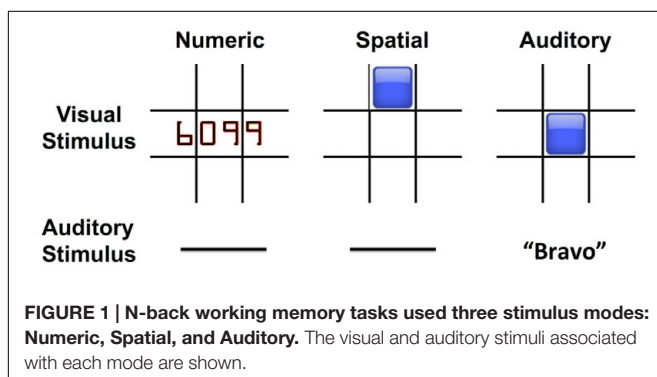 Numeric Spatial Auditory
Visual
Stimulus
6099
Auditory
Stimulus
“Bravo”
FIGURE 1 | N-back working memory tasks used three stimulus modes:
Numeric, Spatial, and Auditory. The visual and auditory stimuli associated
with each mode are shown.